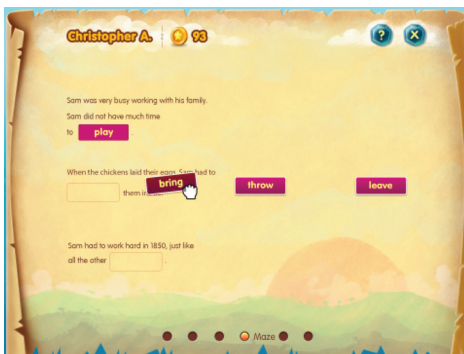 Christopher A. 93 ? X
Sam was very busy working with his family.
Sam did not have much time
to play
When the chickens laid their eggs, Sam had to
them in
bring
throw
leave
Sam had to work hard in 1850, just like
all the other
Maze